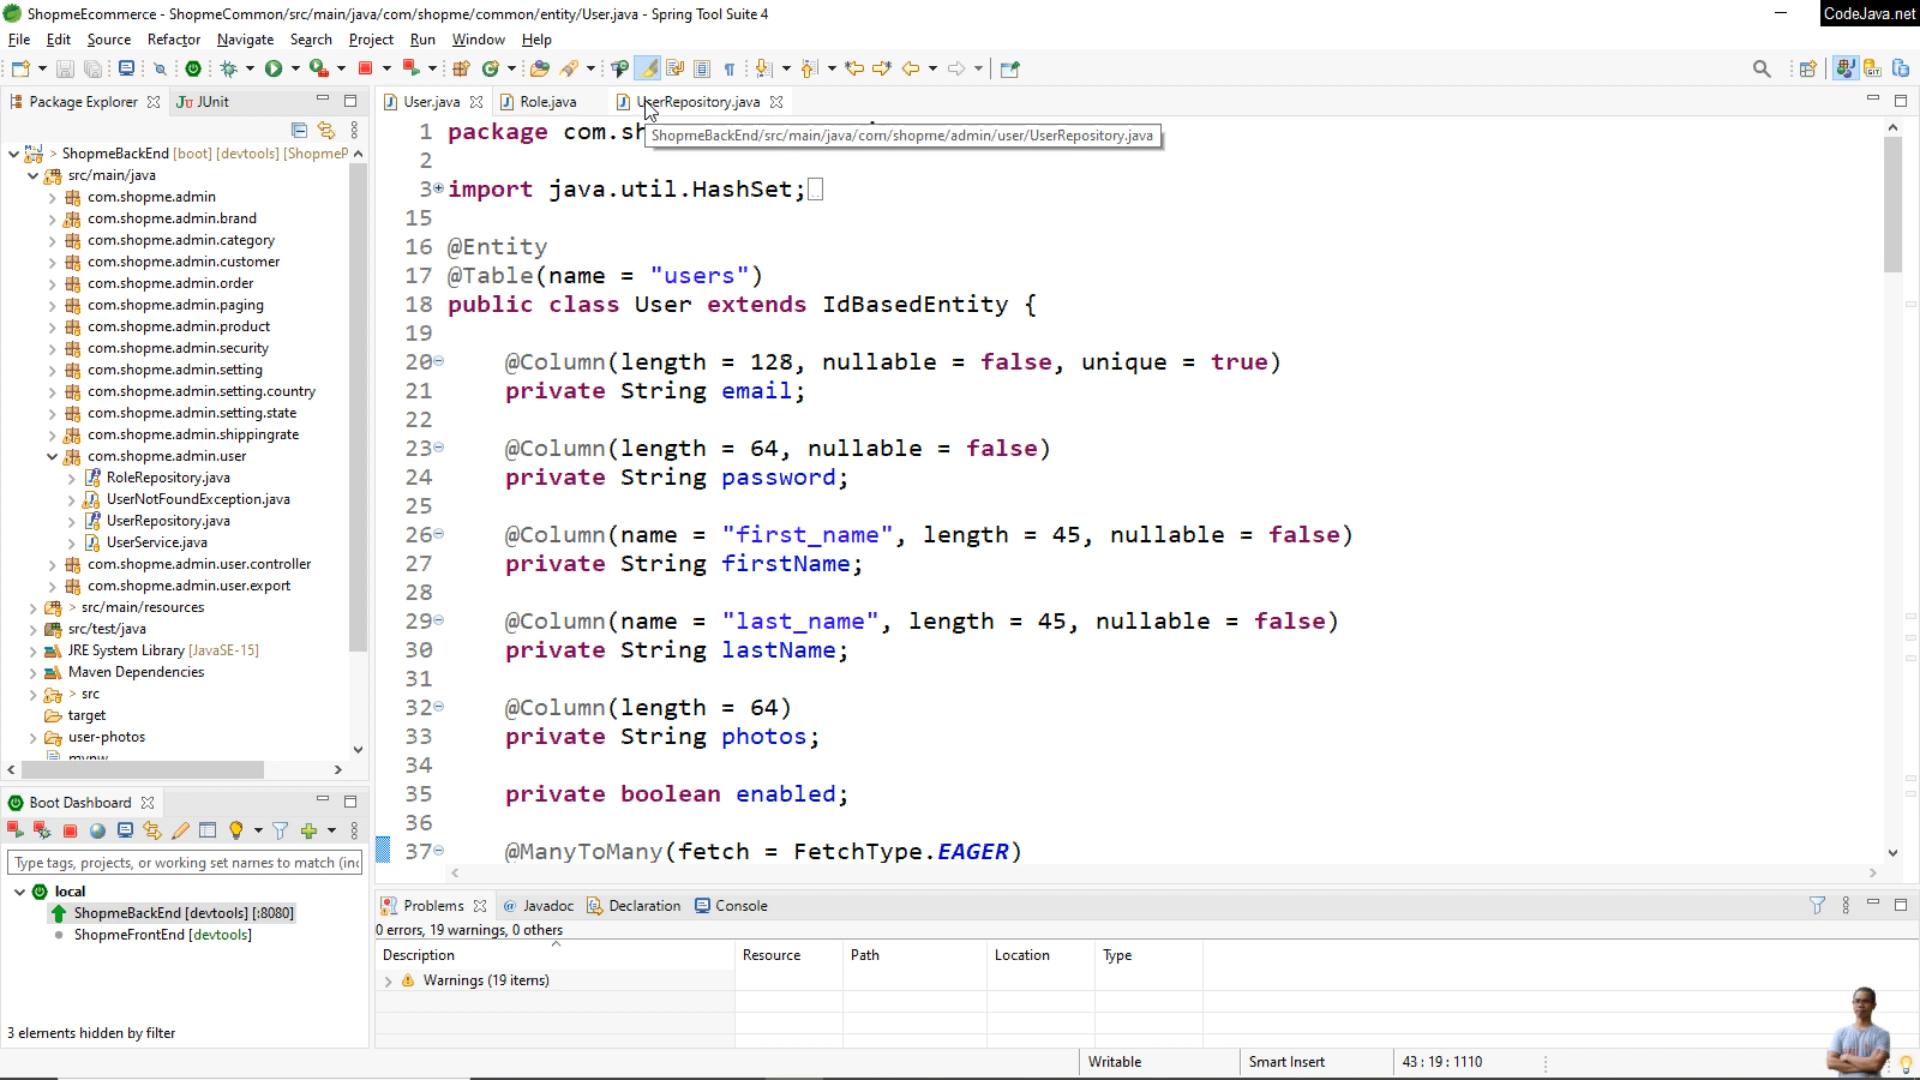 ShopmeEcommerce - ShopmeCommon/src/main/java/com/shopme/common/entity/User.java - Spring Tool Suite 4
CodeJava.net
File Edit Source Refactor Navigate Search Project Run Window Help
Package Explorer
JUnit
User.java
Role.java
UserRepository.java
ShopmeBackEnd/src/main/java/com/shopme/admin/user/UserRepository.java
> ShopmeBackEnd [boot] [devtools] [ShopmeP
src/main/java
com.shopme.admin
com.shopme.admin.brand
com.shopme.admin.category
com.shopme.admin.customer
com.shopme.admin.order
com.shopme.admin.paging
com.shopme.admin.product
com.shopme.admin.security
com.shopme.admin.setting
com.shopme.admin.setting.country
com.shopme.admin.setting.state
com.shopme.admin.shippingrate
com.shopme.admin.user
RoleRepository.java
UserNotFoundException.java
UserRepository.java
UserService.java
com.shopme.admin.user.controller
com.shopme.admin.user.export
> src/main/resources
src/test/java
JRE System Library [JavaSE-15]
Maven Dependencies
> src
target
user-photos
1 package com.sh
2
3 import java.util.HashSet;
15
16 @Entity
17 @Table(name = "users")
18 public class User extends IdBasedEntity {
19
20 @Column(length = 128, nullable = false, unique = true)
21 private String email;
22
23 @Column(length = 64, nullable = false)
24 private String password;
25
26 @Column(name = "first_name", length = 45, nullable = false)
27 private String firstName;
28
29 @Column(name = "last_name", length = 45, nullable = false)
30 private String lastName;
31
32 @Column(length = 64)
33 private String photos;
34
35 private boolean enabled;
36
37 @ManyToMany(fetch = FetchType.EAGER)
Boot Dashboard
Type tags, projects, or working set names to match (inc
local
ShopmeBackEnd [devtools] [:8080]
ShopmeFrontEnd [devtools]
3 elements hidden by filter
Problems
@ Javadoc
Declaration
Console
0 errors, 19 warnings, 0 others
Description Resource Path Location Type
Warnings (19 items)
Writable Smart Insert 43 : 19 : 1110